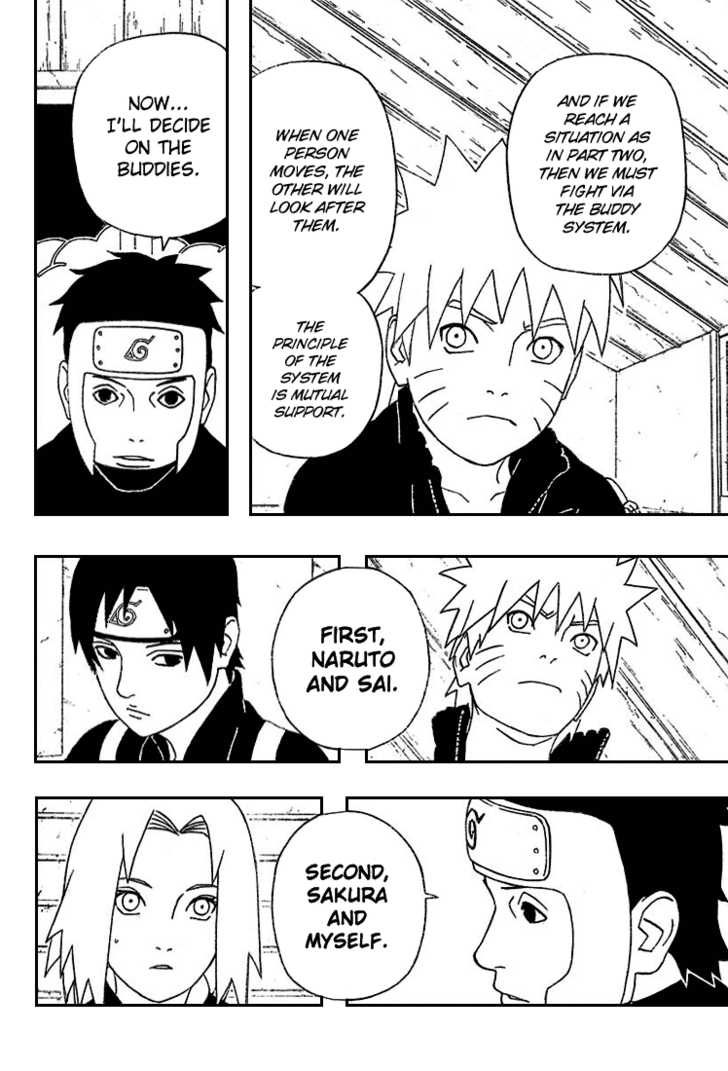 AND IF WE
REACH A
SITUATION AS
IN PART TWO,
THEN WE MUST
FIGHT VIA
THE BUDDY
SYSTEM.
WHEN ONE
PERSON
MOVES, THE
OTHER WILL
LOOK AFTER
THEM.
THE
PRINCIPLE
OF THE
SYSTEM
IS MUTUAL
SUPPORT.
NOW...
I'LL DECIDE
ON THE
BUDDIES.
FIRST,
NARUTO
AND SAI.
SECOND,
SAKURA
AND
MYSELF.